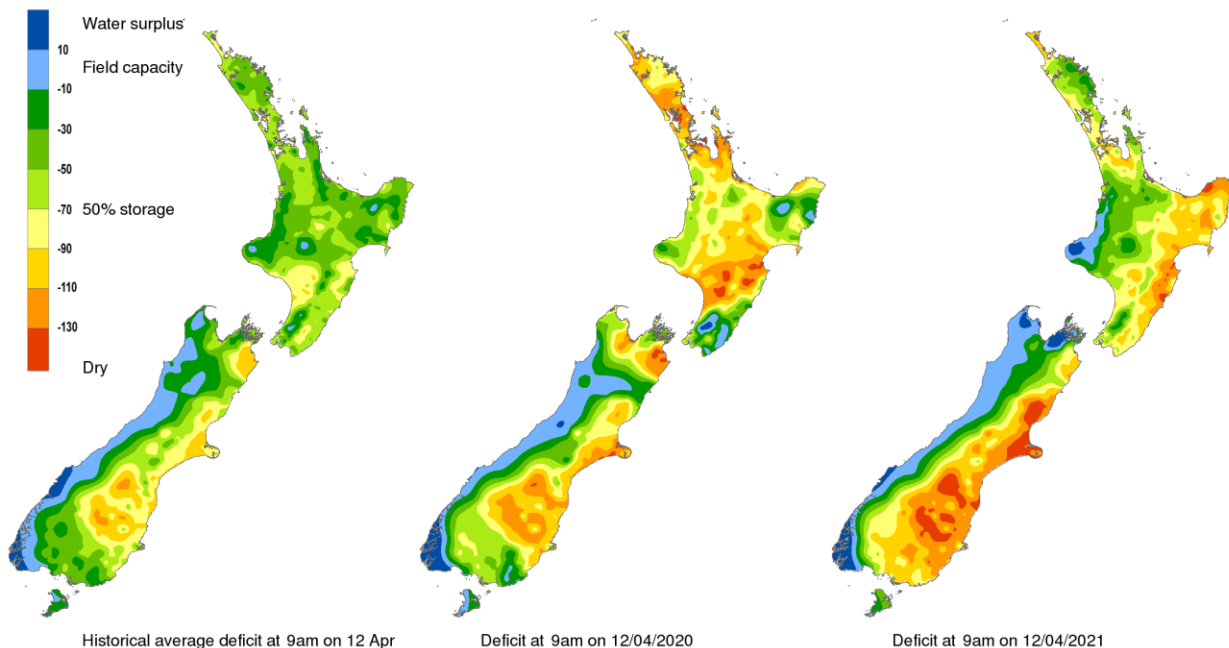 Water surplus
10
Field capacity
-10
-30
-50
-70
50% storage
-90
-110
-130
Dry
Historical average deficit at 9am on 12 Apr
Deficit at 9am on 12/04/2020
Deficit at 9am on 12/04/2021